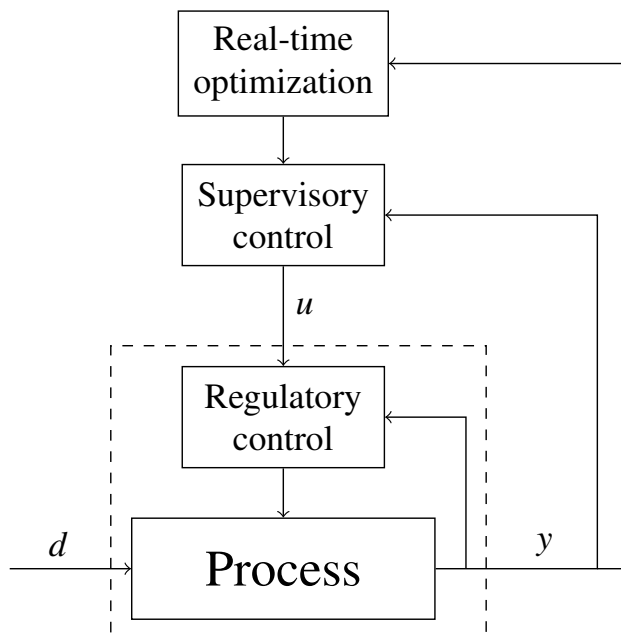 Real-time
optimization
Supervisory
control
u
Regulatory
control
d
Process
y